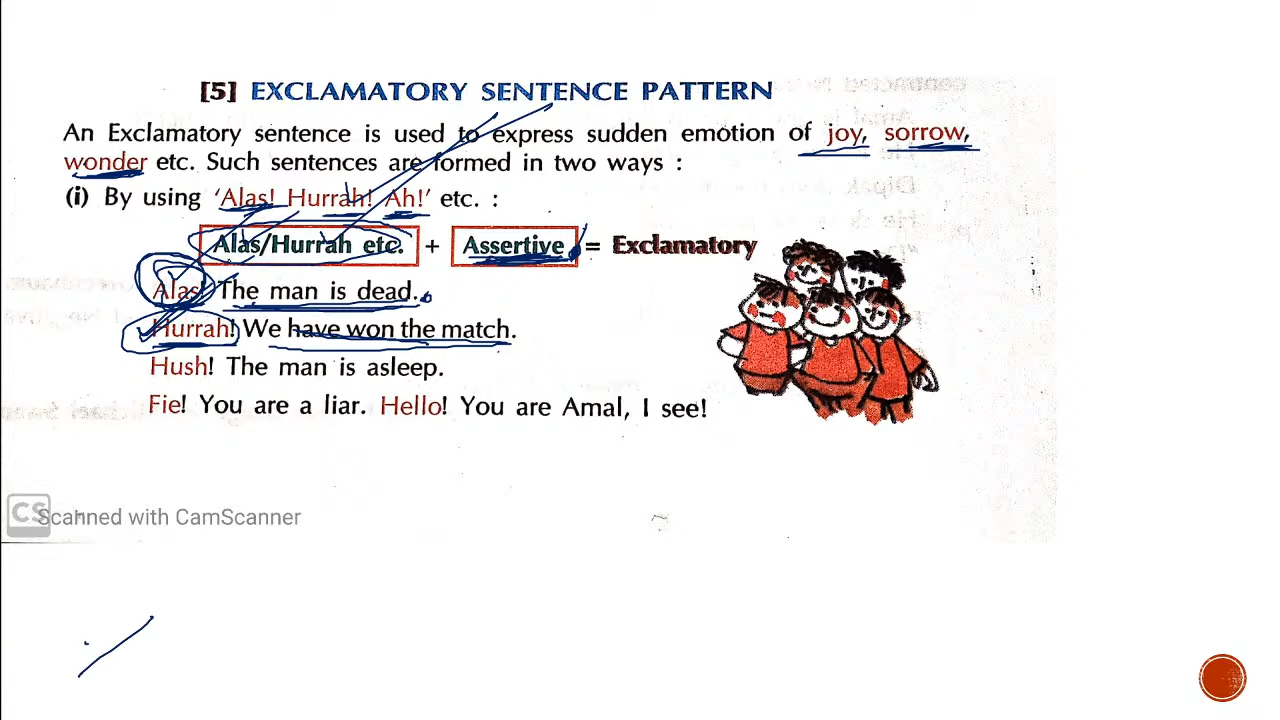 [5] EXCLAMATORY SENTENCE PATTERN
An Exclamatory sentence is used to express sudden emotion of joy, sorrow,
wonder etc. Such sentences are formed in two ways :
(i) By using ‘Alas! Hurrah! Ah!’ etc. :
Alas/Hurrah etc. + Assertive = Exclamatory
Alas! The man is dead.
Hurrah! We have won the match.
Hush! The man is asleep.
Fie! You are a liar. Hello! You are Amal, I see!
CS Scanned with CamScanner